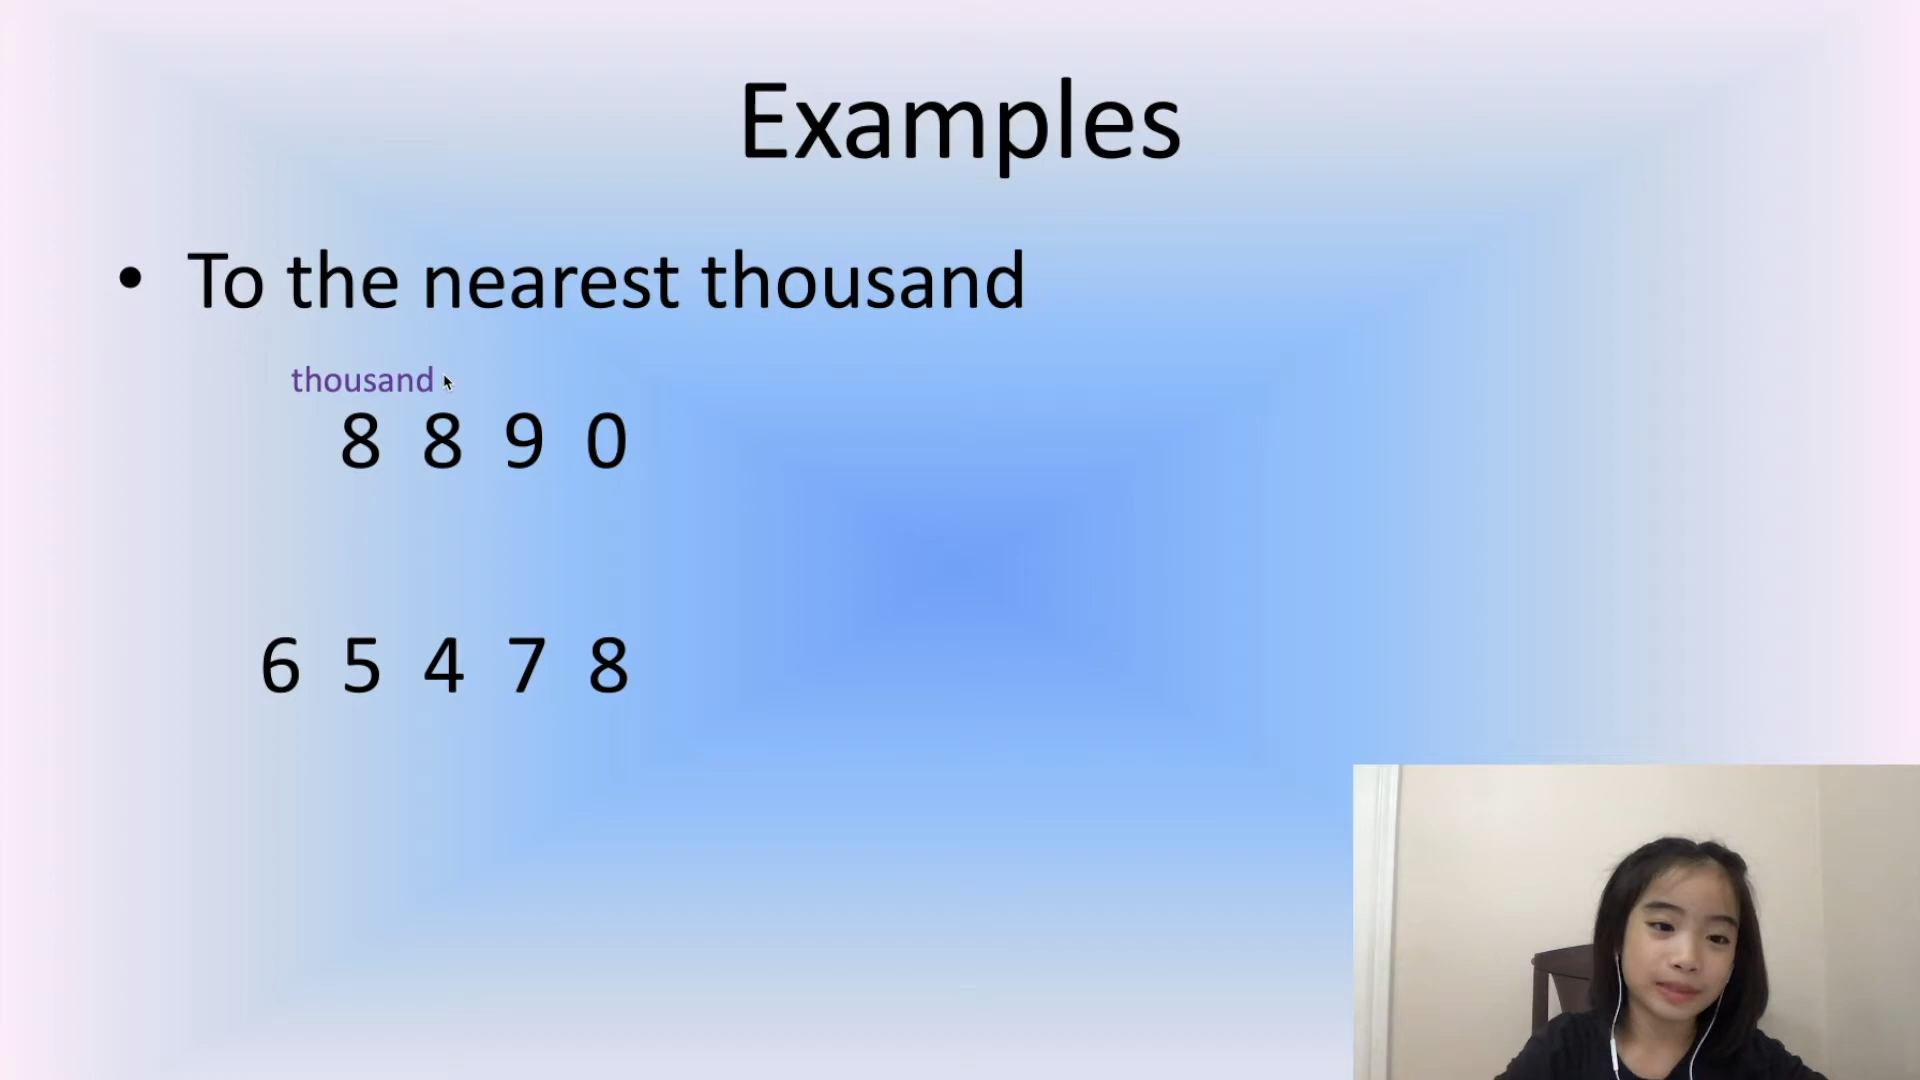 Examples
• To the nearest thousand
thousand
8 8 9 0
6 5 4 7 8